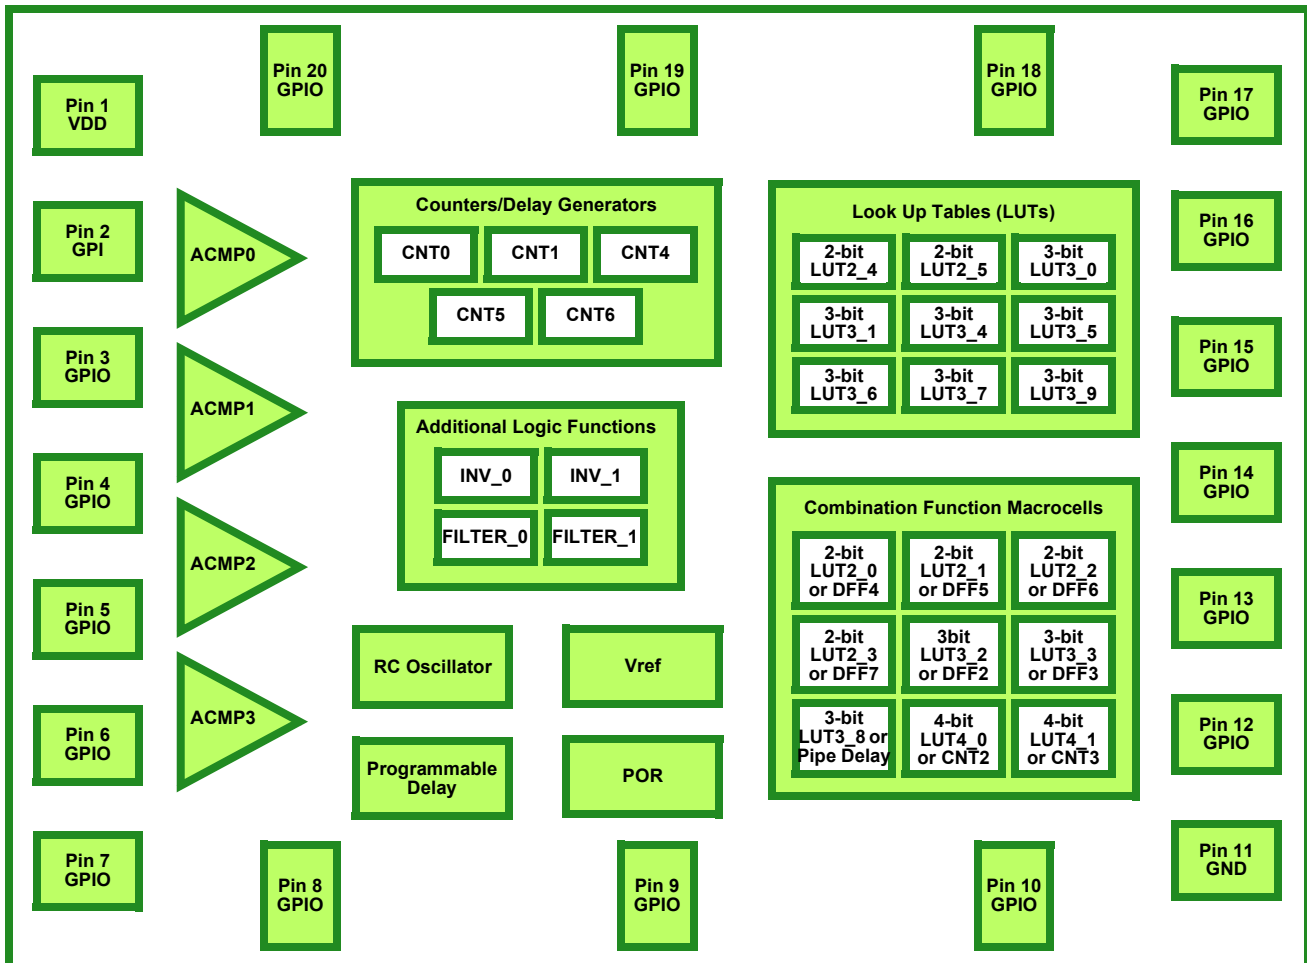 Pin 20
GPIO
Pin 19
GPIO
Pin 18
GPIO
Pin 1
VDD
Pin 2
GPI
Pin 3
GPIO
Pin 4
GPIO
Pin 5
GPIO
Pin 6
GPIO
Pin 7
GPIO
ACMP0
ACMP1
ACMP2
ACMP3
Counters/Delay Generators
CNT0
CNT1
CNT4
CNT5
CNT6
Additional Logic Functions
INV_0
INV_1
FILTER_0
FILTER_1
RC Oscillator
Vref
Programmable
Delay
POR
Look Up Tables (LUTs)
2-bit
LUT2_4
2-bit
LUT2_5
3-bit
LUT3_0
3-bit
LUT3_1
3-bit
LUT3_4
3-bit
LUT3_5
3-bit
LUT3_6
3-bit
LUT3_7
3-bit
LUT3_9
Combination Function Macrocells
2-bit
LUT2_0
or DFF4
2-bit
LUT2_1
or DFF5
2-bit
LUT2_2
or DFF6
2-bit
LUT2_3
or DFF7
3bit
LUT3_2
or DFF2
3-bit
LUT3_3
or DFF3
3-bit
LUT3_8 or
Pipe Delay
4-bit
LUT4_0
or CNT2
4-bit
LUT4_1
or CNT3
Pin 17
GPIO
Pin 16
GPIO
Pin 15
GPIO
Pin 14
GPIO
Pin 13
GPIO
Pin 12
GPIO
Pin 11
GND
Pin 8
GPIO
Pin 9
GPIO
Pin 10
GPIO